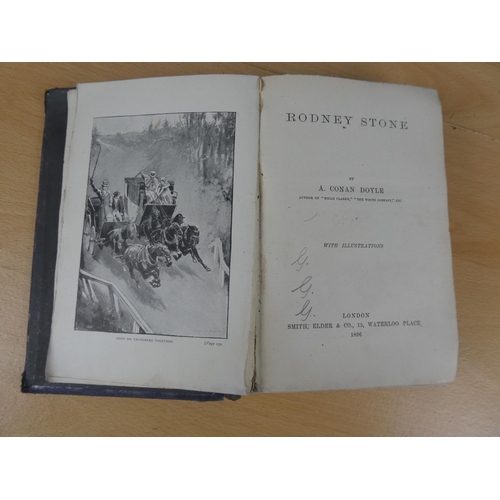 RODNEY STONE
BY
A. CONAN DOYLE
AUTHOR OF "MICAH CLARKE," "THE WHITE COMPANY," ETC.
WITH ILLUSTRATIONS
G.
G.
G.
LONDON
SMITH, ELDER & CO., 15, WATERLOO PLACE
1896
[Page